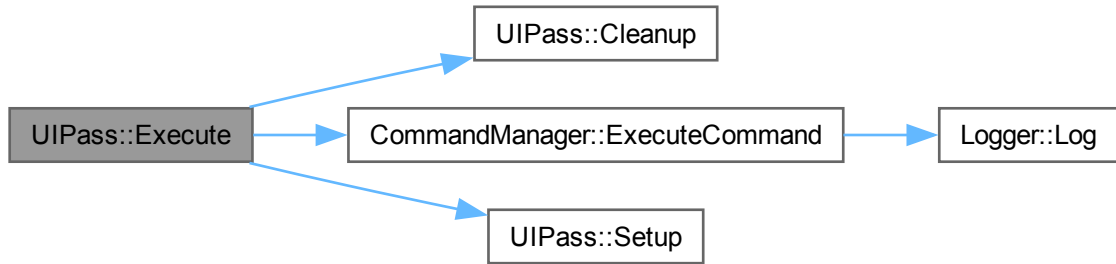 UIPass::Cleanup
UIPass::Execute
CommandManager::ExecuteCommand
Logger::Log
UIPass::Setup